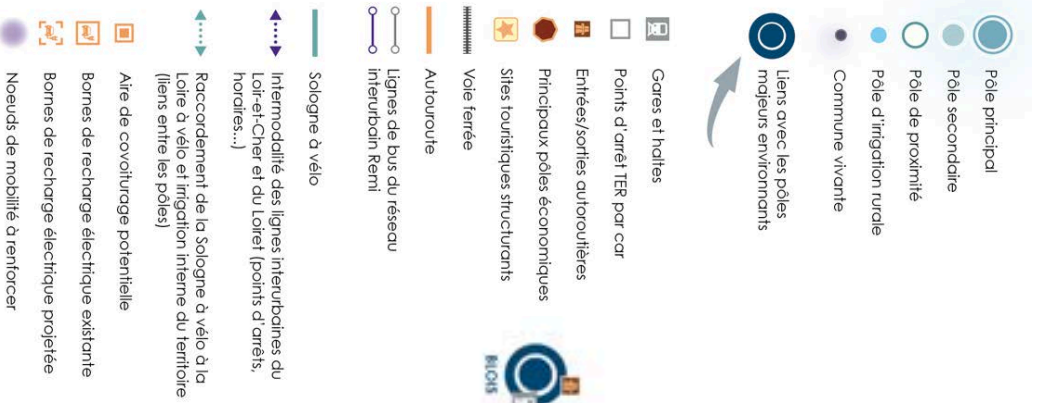 Pôle principal
Pôle secondaire
Pôle de proximité
Pôle d'irrigation rurale
Commune vivante
Liens avec les pôles
majeurs environnants
Gares et haltes
Points d'arrêt TER par car
Entrées/sorties autoroutières
Principaux pôles économiques
Sites touristiques structurants
Voie ferrée
Autouroute
Lignes de bus du réseau
interurbain Remi
Sologne à vélo
Intermodalité des lignes interurbaines du
Loir-et-Cher et du Loiret (points d'arrêts,
horaires...)
Raccordement de la Sologne à vélo à la
Loire à vélo et irrigation interne du territoire
(liens entre les pôles)
Aire de covoiturage potentielle
Bornes de recharge électrique existante
Bornes de recharge électrique projetée
Noeuds de mobilité à renforcer
BLOIS